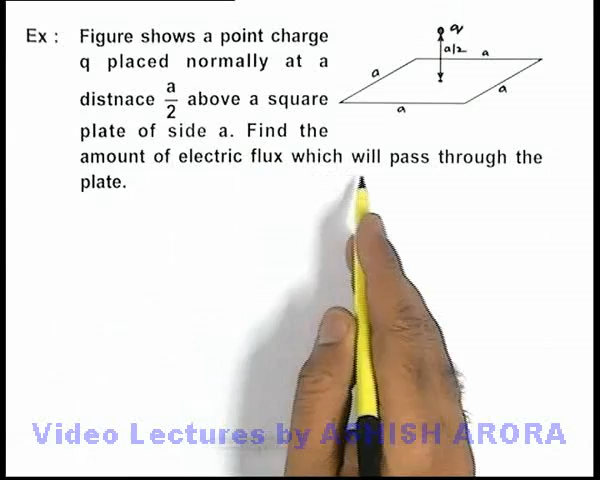 Ex : Figure shows a point charge
q placed normally at a
distnace a/2 above a square
plate of side a. Find the
amount of electric flux which will pass through the
plate.
q
a/2
a
a
a
a
Video Lectures by ASHISH ARORA